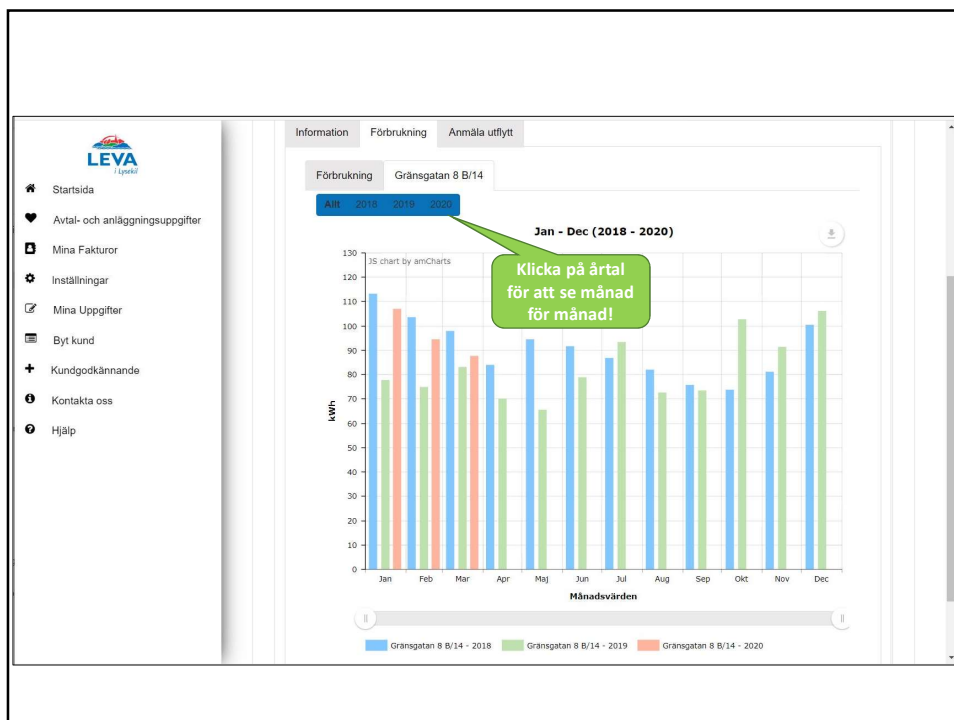 LEVA
i Lysekil
Startsida
Avtal- och anläggningsuppgifter
Mina Fakturor
Inställningar
Mina Uppgifter
Byt kund
Kundgodkännande
Kontakta oss
Hjälp
Information Förbrukning Anmäla utflytt
Förbrukning Gränsgatan 8 B/14
Allt 2018 2019 2020
Jan - Dec (2018 - 2020)
JS chart by amCharts
Klicka på årtal
för att se månad
för månad!
130
120
110
100
90
80
70
60
50
40
30
20
10
0
kWh
Jan Feb Mar Apr Maj Jun Jul Aug Sep Okt Nov Dec
Månadsvärden
Gränsgatan 8 B/14 - 2018 Gränsgatan 8 B/14 - 2019 Gränsgatan 8 B/14 - 2020